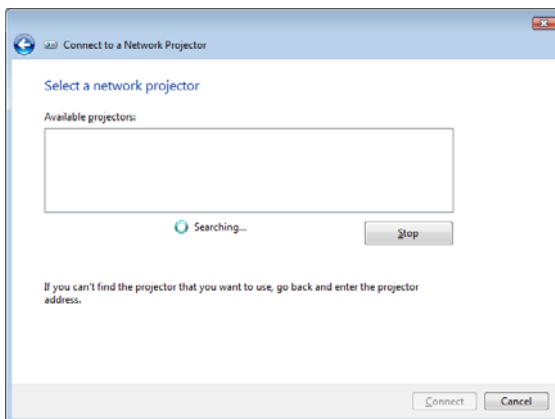 Connect to a Network Projector
Select a network projector
Available projectors:
Searching...
Stop
If you can't find the projector that you want to use, go back and enter the projector
address.
Connect
Cancel